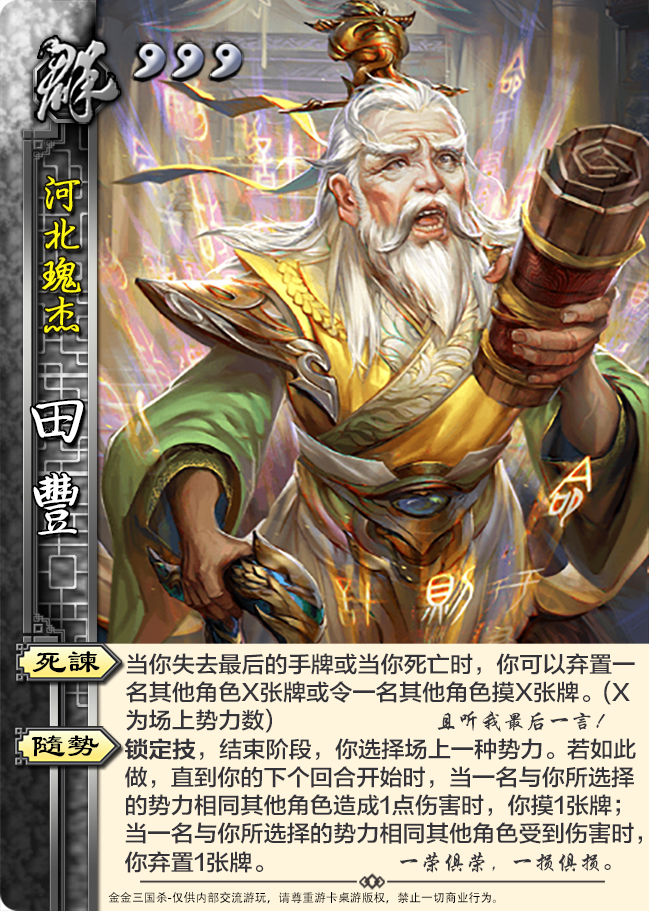 群 999
河北瑰杰
田豐
死諫
当你失去最后的手牌或当你死亡时，你可以弃置一
名其他角色X张牌或令一名其他角色摸X张牌。(X
为场上势力数)
且听我最后一言！
隨勢
锁定技，结束阶段，你选择场上一种势力。若如此
做，直到你的下个回合开始时，当一名与你所选择
的势力相同其他角色造成1点伤害时，你摸1张牌；
当一名与你所选择的势力相同其他角色受到伤害时，
你弃置1张牌。
一荣俱荣，一损俱损。
金金三国杀-仅供内部交流游玩，请尊重游卡桌游版权，禁止一切商业行为。